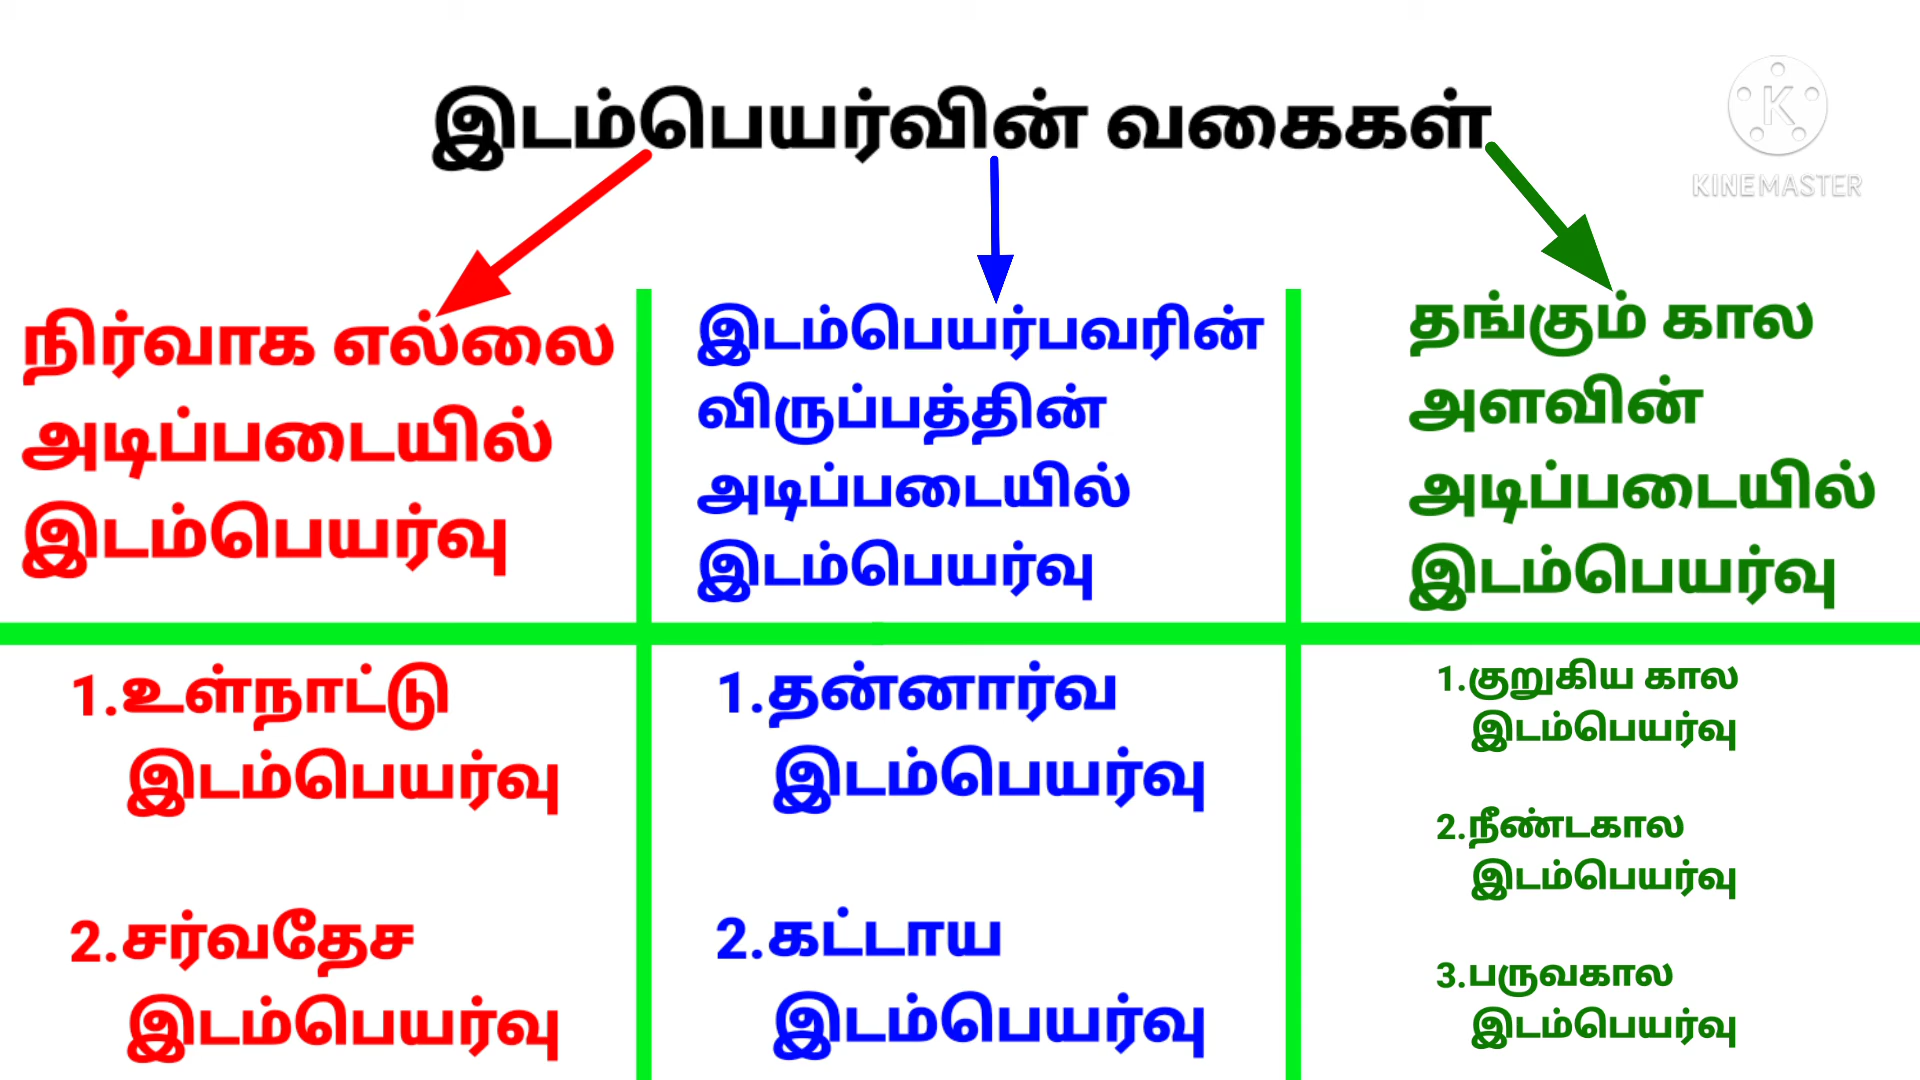 இடம்பெயர்வின் வகைகள்
KINEMASTER
நிர்வாக எல்லை
அடிப்படையில்
இடம்பெயர்வு
இடம்பெயர்பவரின்
விருப்பத்தின்
அடிப்படையில்
இடம்பெயர்வு
தங்கும் கால
அளவின்
அடிப்படையில்
இடம்பெயர்வு
1.உள்நாட்டு
இடம்பெயர்வு
2.சர்வதேச
இடம்பெயர்வு
1.தன்னார்வ
இடம்பெயர்வு
2.கட்டாய
இடம்பெயர்வு
1.குறுகிய கால
இடம்பெயர்வு
2.நீண்டகால
இடம்பெயர்வு
3.பருவகால
இடம்பெயர்வு